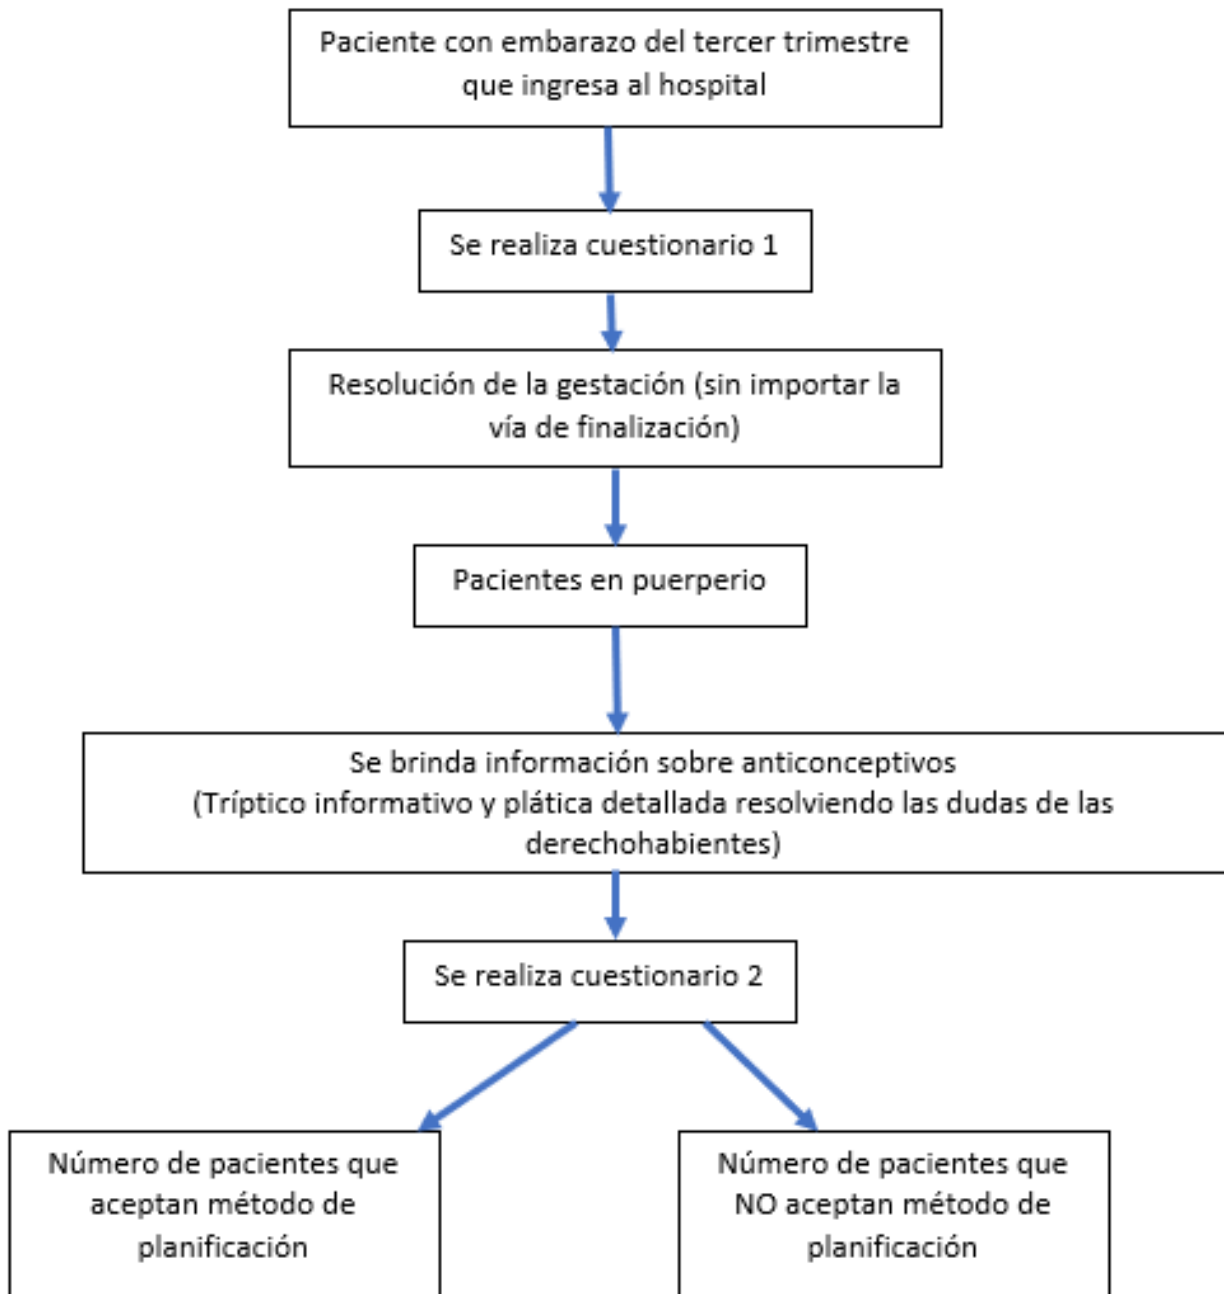 Paciente con embarazo del tercer trimestre
que ingresa al hospital
Se realiza cuestionario 1
Resolución de la gestación (sin importar la
vía de finalización)
Pacientes en puerperio
Se brinda información sobre anticonceptivos
(Tríptico informativo y plática detallada resolviendo las dudas de las
derechohabientes)
Se realiza cuestionario 2
Número de pacientes que
aceptan método de
planificación
Número de pacientes que
NO aceptan método de
planificación